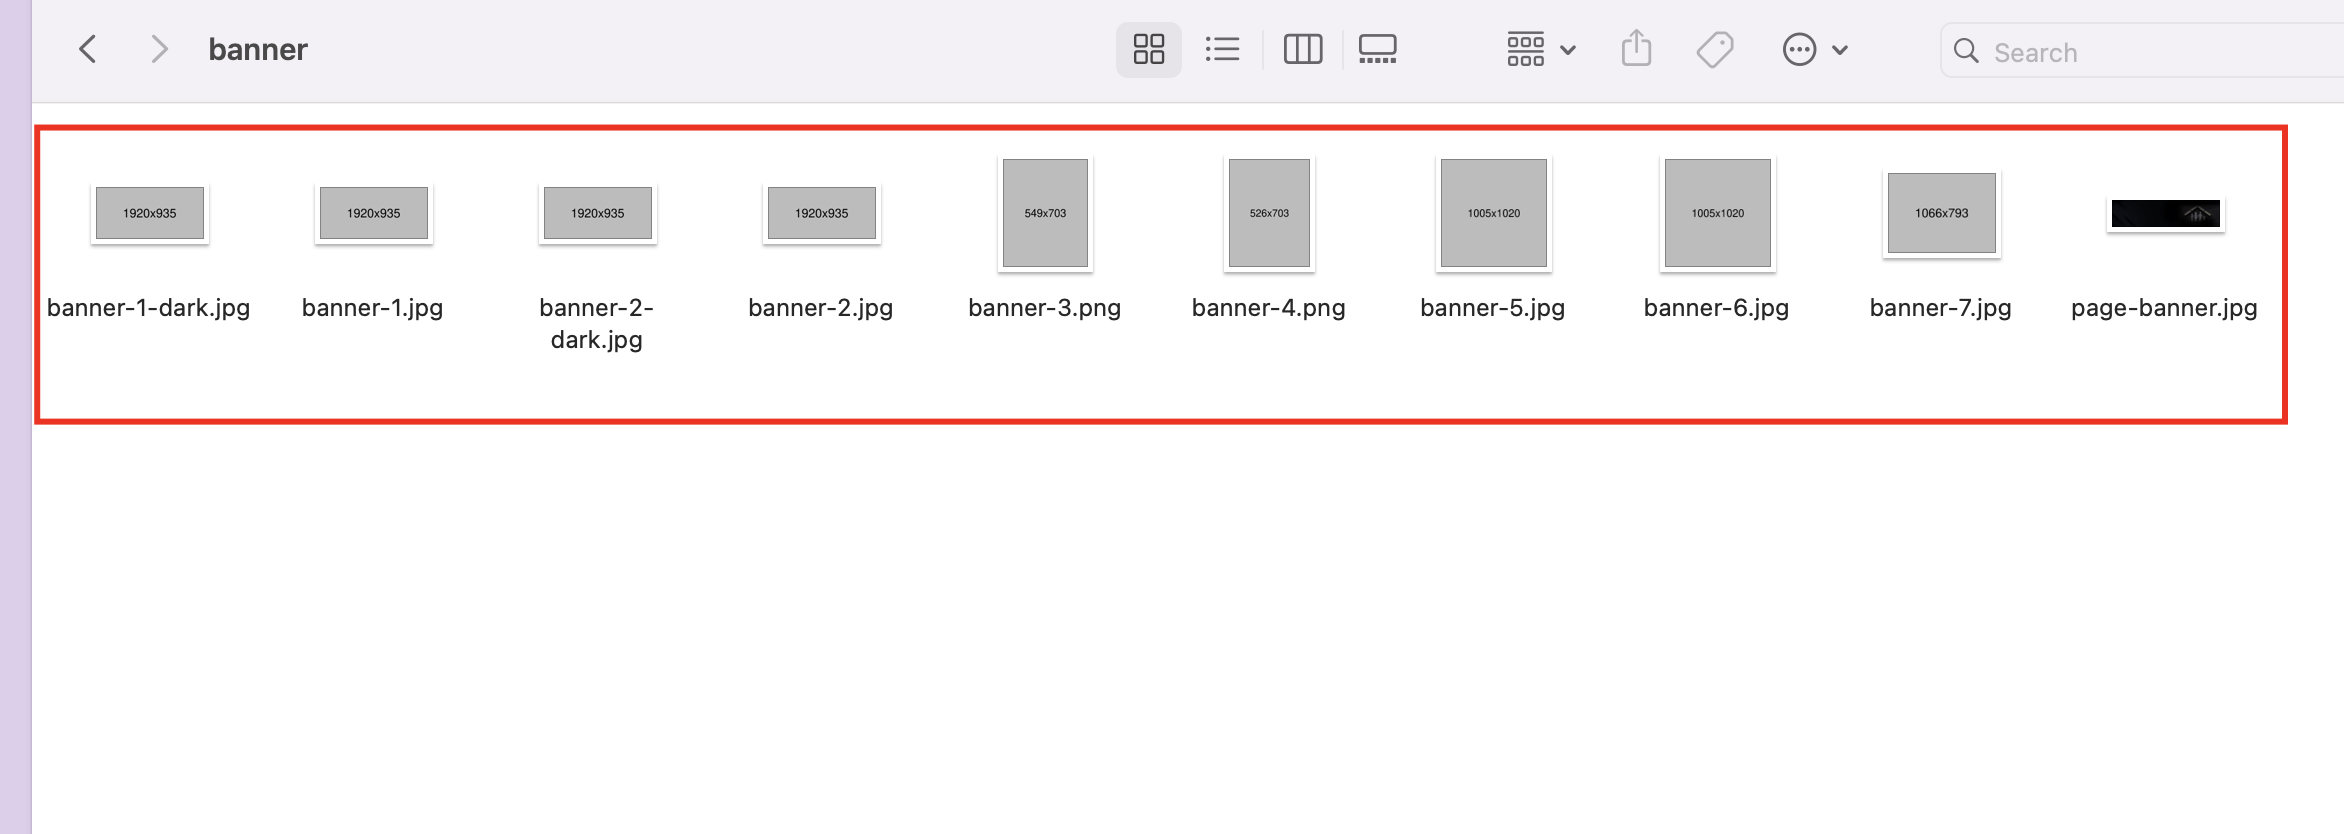 banner
Search
1920x935
1920x935
1920x935
1920x935
549x703
526x703
1005x1020
1005x1020
1066x793
banner-1-dark.jpg
banner-1.jpg
banner-2-
dark.jpg
banner-2.jpg
banner-3.png
banner-4.png
banner-5.jpg
banner-6.jpg
banner-7.jpg
page-banner.jpg